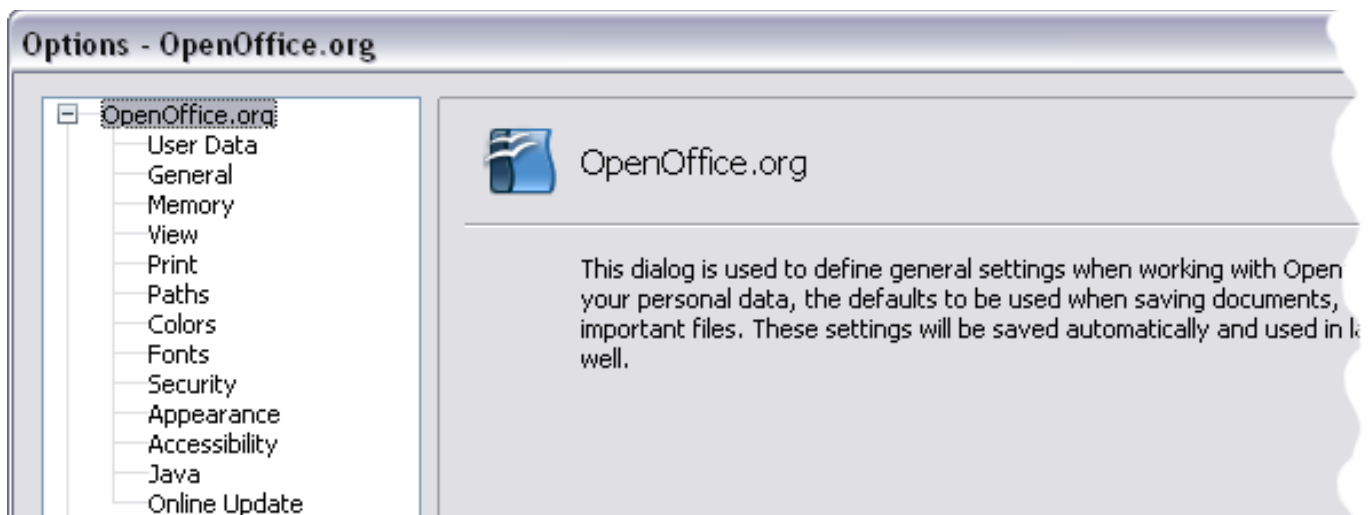 Options - OpenOffice.org
OpenOffice.org
User Data
General
Memory
View
Print
Paths
Colors
Fonts
Security
Appearance
Accessibility
Java
Online Update
OpenOffice.org
This dialog is used to define general settings when working with Open
your personal data, the defaults to be used when saving documents,
important files. These settings will be saved automatically and used in
well.